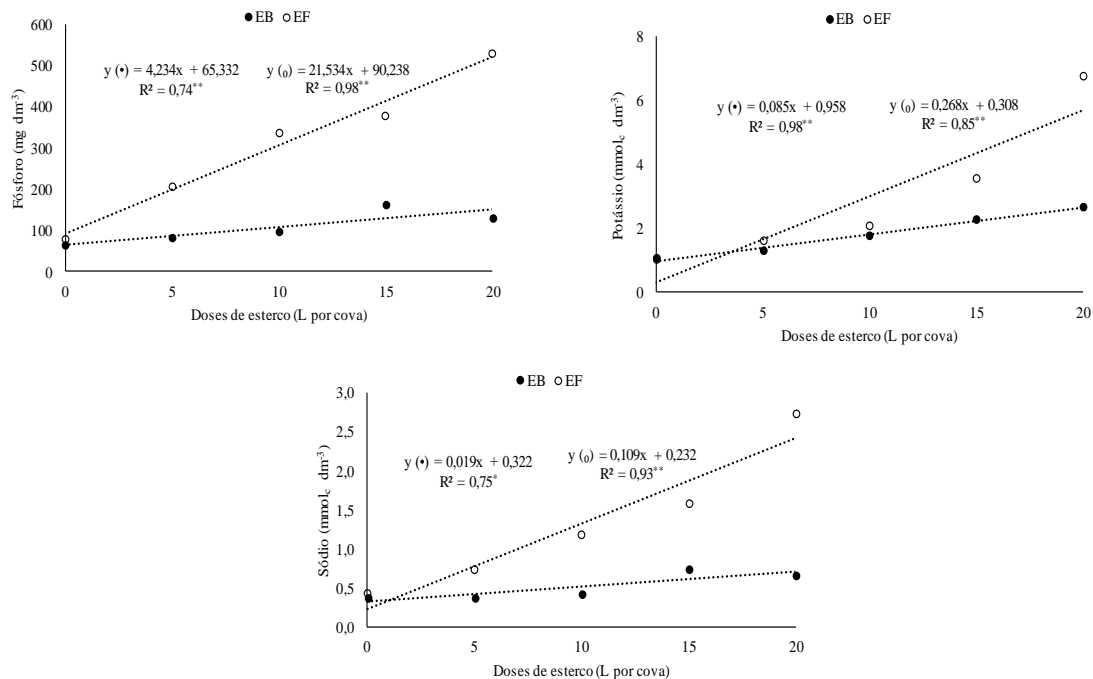 ● EB ○ EF
600
500
400
300
200
100
0
Fósforo (mg dm⁻³)
y (•) = 4,234x + 65,332
R² = 0,74**
y (₀) = 21,534x + 90,238
R² = 0,98**
0 5 10 15 20
Doses de esterco (L por cova)
● EB ○ EF
8
6
4
2
0
Potássio (mmolc dm⁻³)
y (•) = 0,085x + 0,958
R² = 0,98**
y (₀) = 0,268x + 0,308
R² = 0,85**
0 5 10 15 20
Doses de esterco (L por cova)
● EB ○ EF
3,0
2,5
2,0
1,5
1,0
0,5
0,0
Sódio (mmolc dm⁻³)
y (•) = 0,019x + 0,322
R² = 0,75*
y (₀) = 0,109x + 0,232
R² = 0,93**
0 5 10 15 20
Doses de esterco (L por cova)